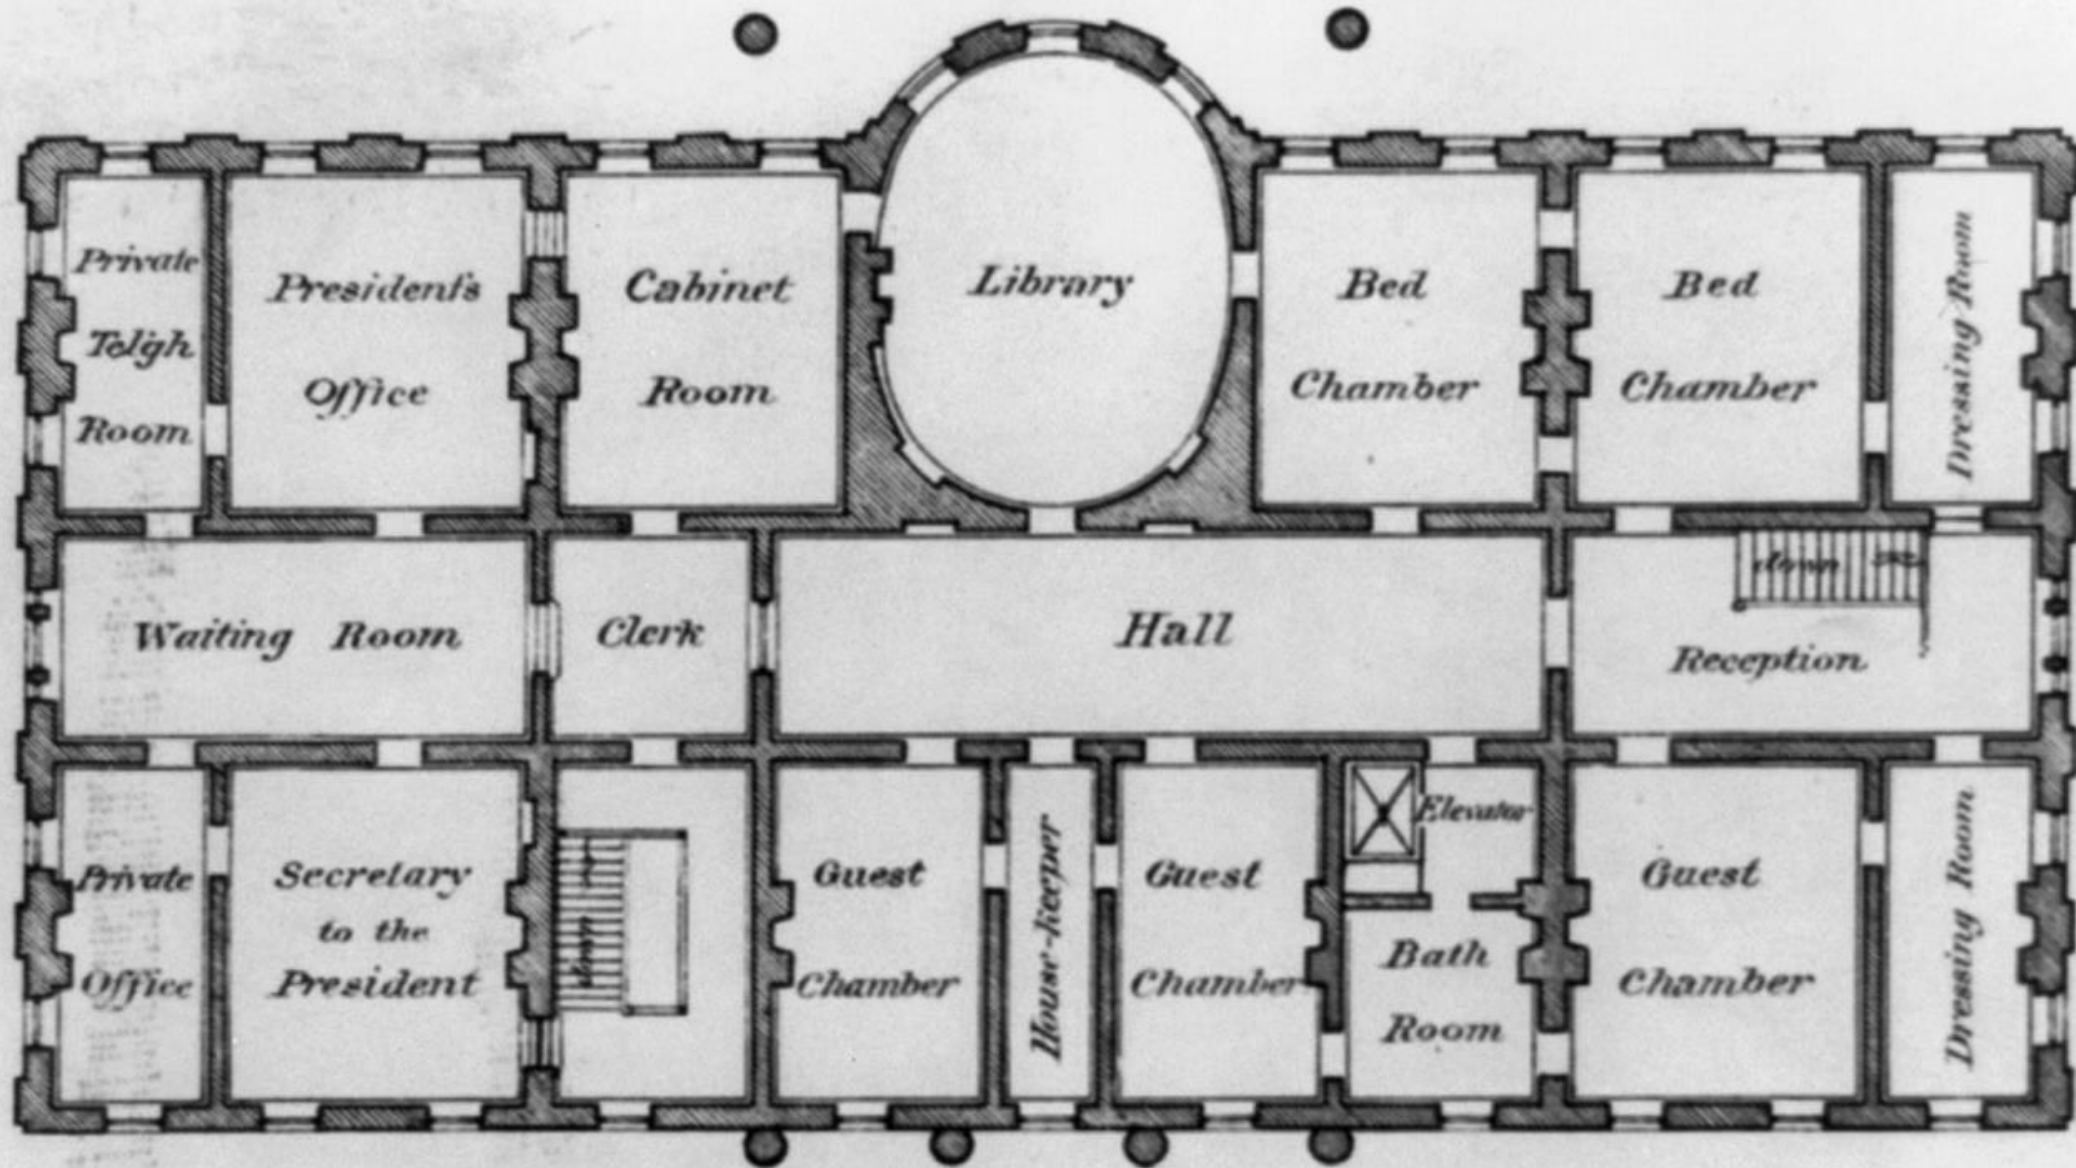 Private
Tel'gh
Room
President's
Office
Cabinet
Room
Library
Bed
Chamber
Bed
Chamber
Dressing Room
Waiting Room
Clerk
Hall
down
Reception
Private
Office
Secretary
to the
President
down
Guest
Chamber
House-keeper
Guest
Chamber
Elevator
Bath
Room
Guest
Chamber
Dressing Room